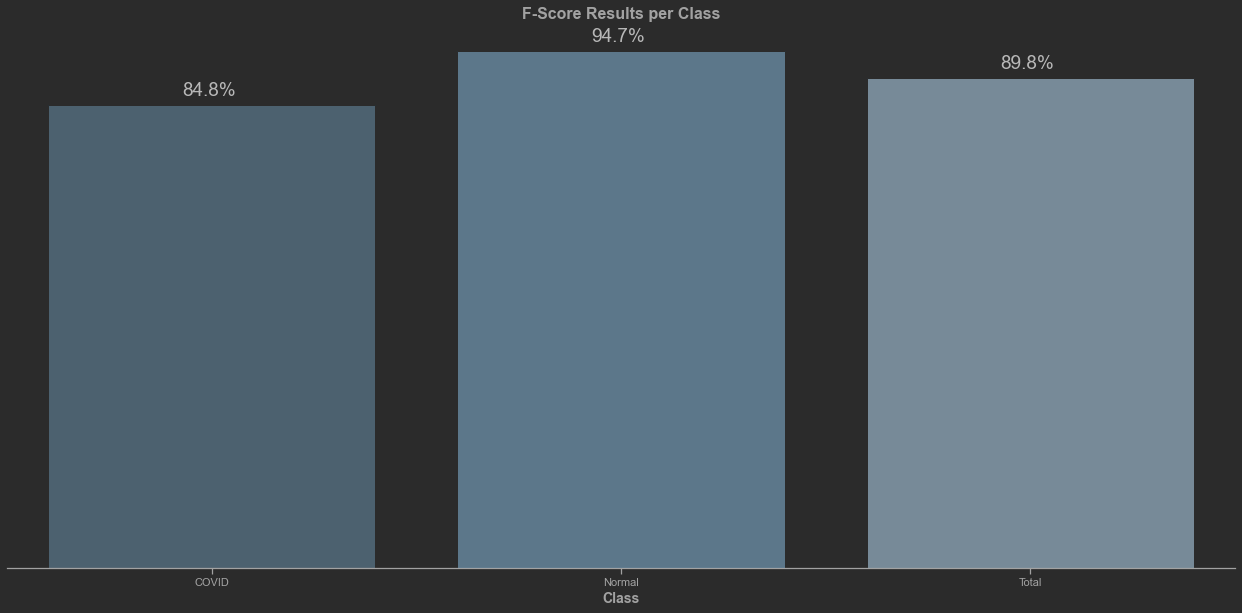 F-Score Results per Class
94.7%
89.8%
84.8%
COVID
Normal
Total
Class